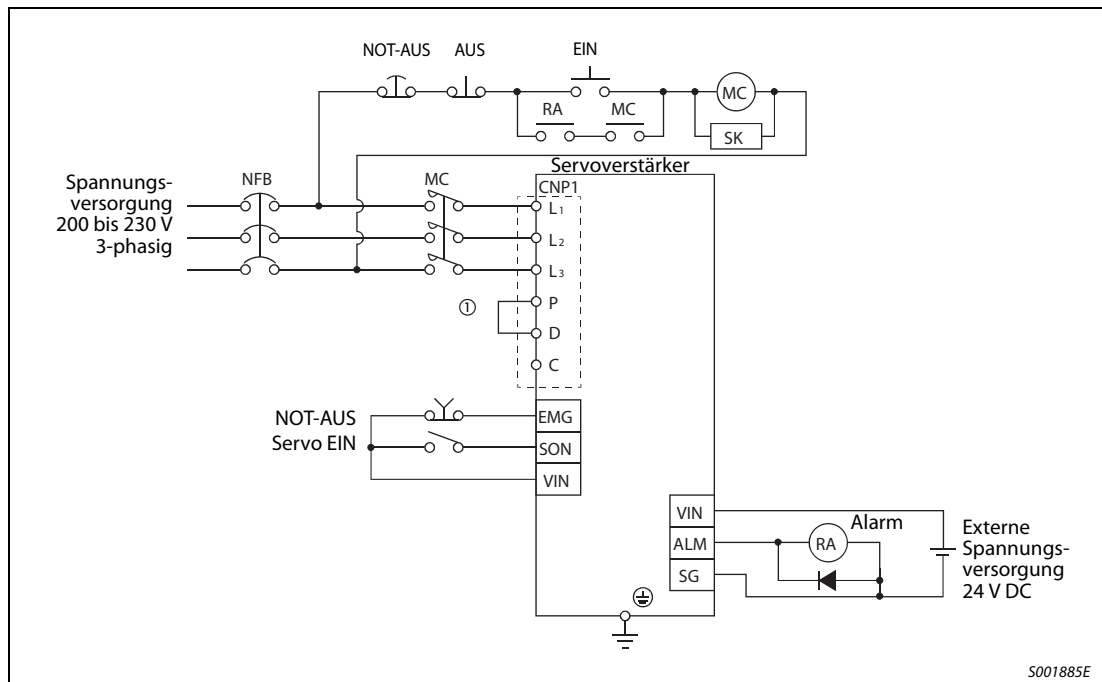 NOT-AUS
AUS
EIN
RA
MC
MC
SK
Servoverstärker
Spannungs-
versorgung
200 bis 230 V
3-phasig
NFB
MC
CNP1
L1
L2
L3
①
P
D
C
NOT-AUS
Servo EIN
EMG
SON
VIN
VIN
ALM
SG
Alarm
RA
Externe
Spannungs-
versorgung
24 V DC
S001885E